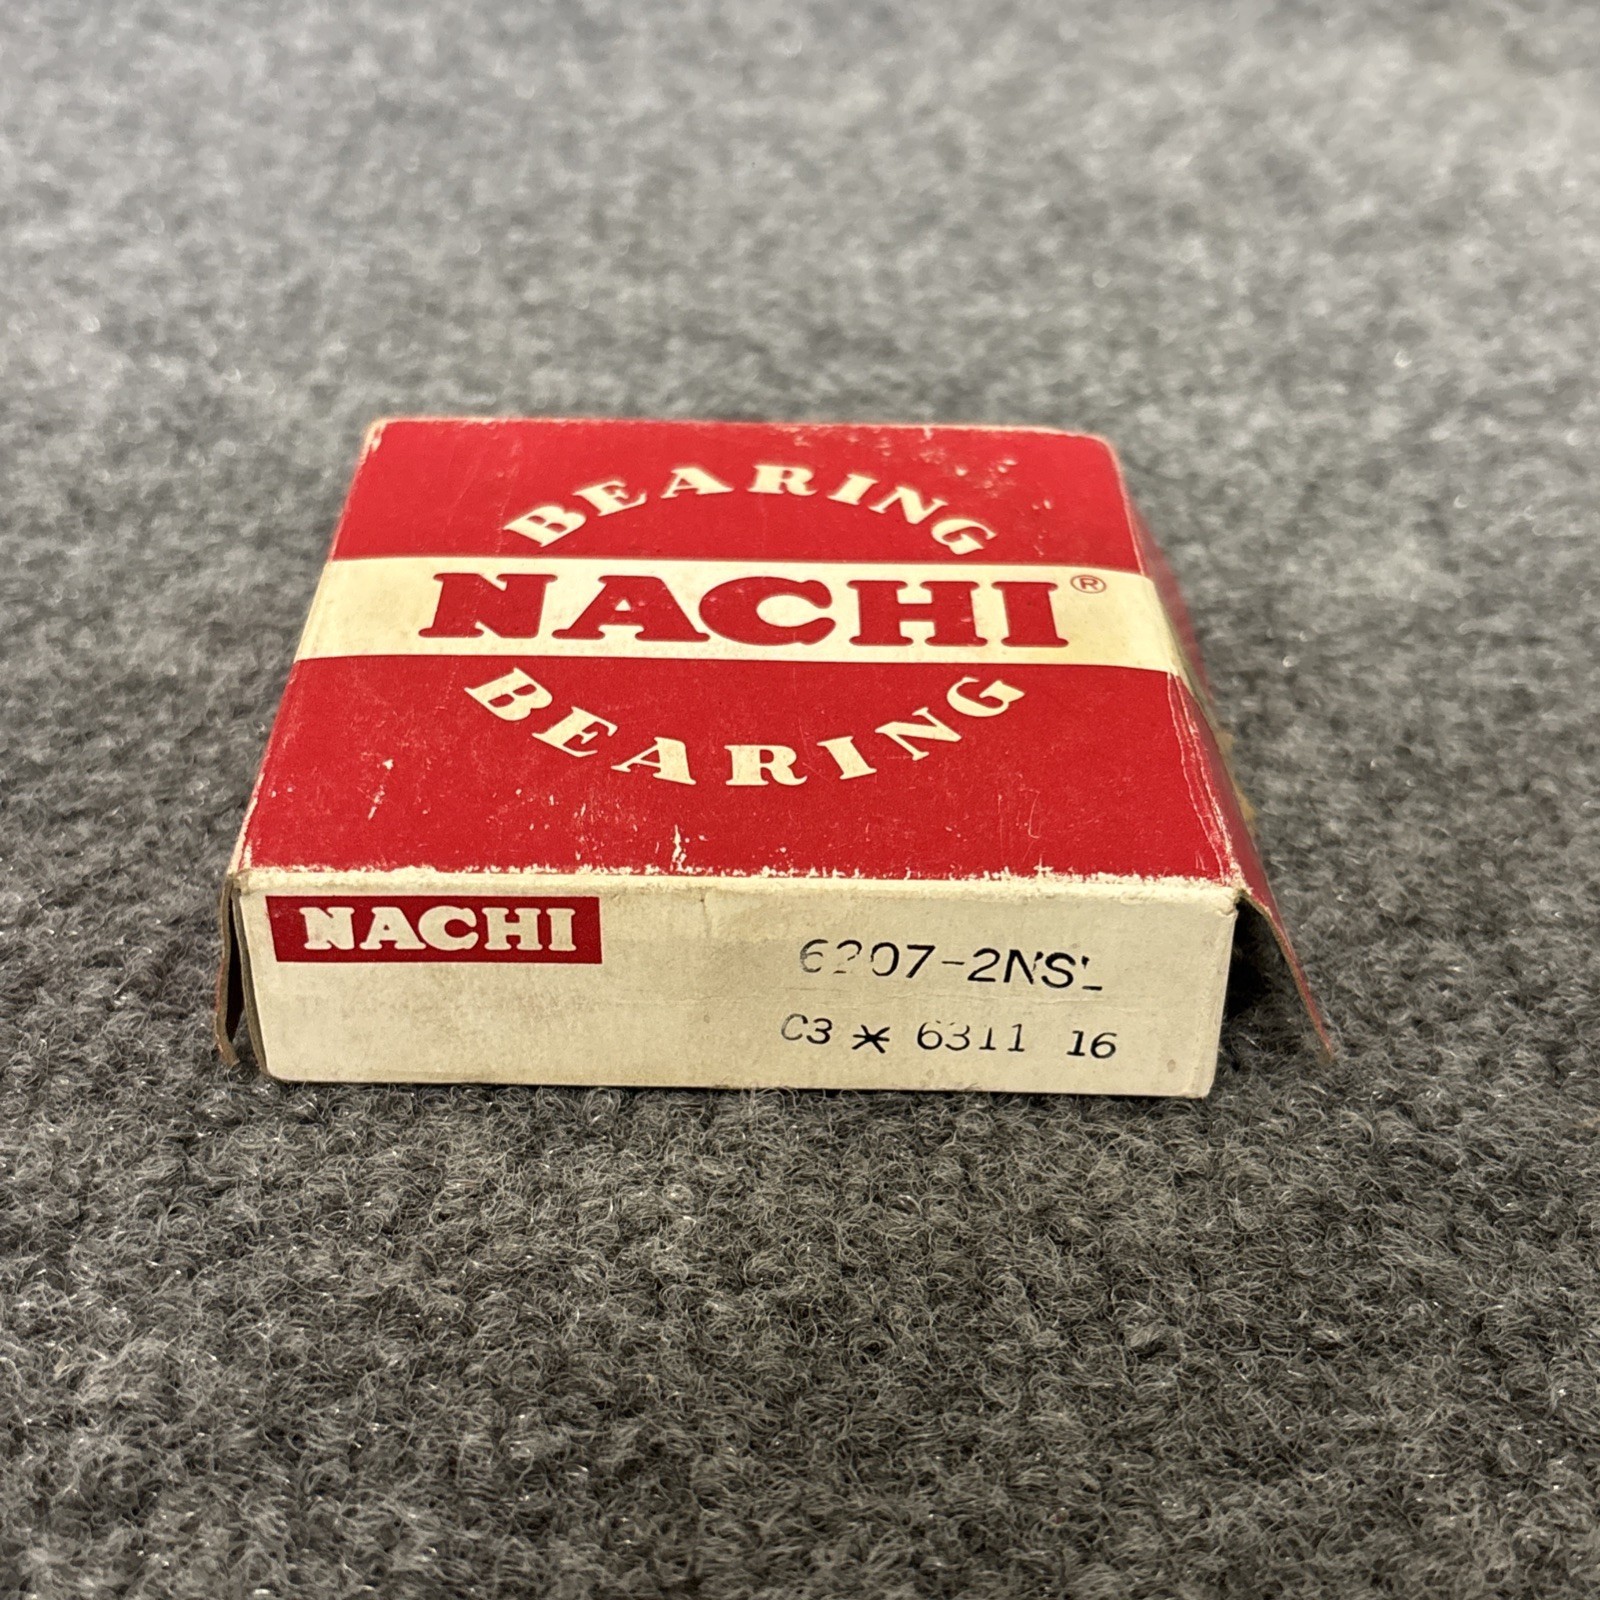 BEARING
NACHI®
BEARING
NACHI
6207-2NSL
C3 * 6311 16